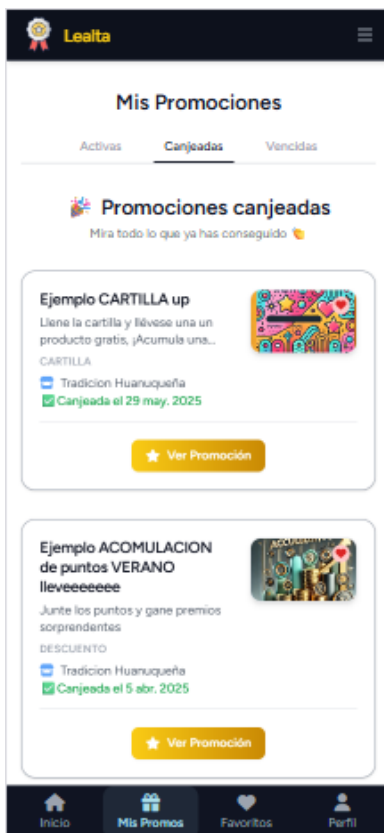 Lealta
Mis Promociones
Activas Canjeadas Vencidas
Promociones canjeadas
Mira todo lo que ya has conseguido
Ejemplo CARTILLA up
Llene la cartilla y llévese una un
producto gratis, ¡Acumula una...
CARTILLA
Tradicion Huanuqueña
Canjeada el 29 may. 2025
Ver Promoción
Ejemplo ACOMULACION
de puntos VERANO
lleveeeeeee
Junte los puntos y gane premios
sorprendentes
DESCUENTO
Tradicion Huanuqueña
Canjeada el 5 abr. 2025
Ver Promoción
Inicio Mis Promos Favoritos Perfil